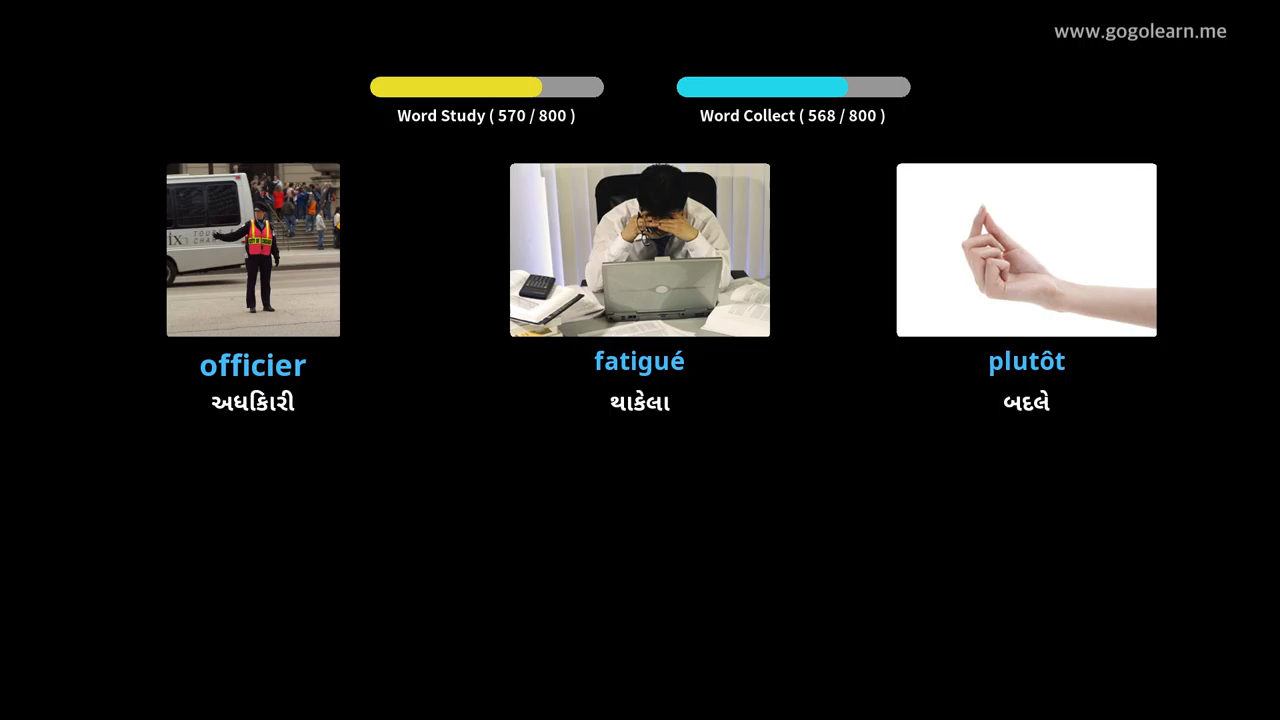 www.gogolearn.me
Word Study ( 570 / 800 )
Word Collect ( 568 / 800 )
officier
fatigué
plutôt
અધિકારી
થાકેલા
બદલે